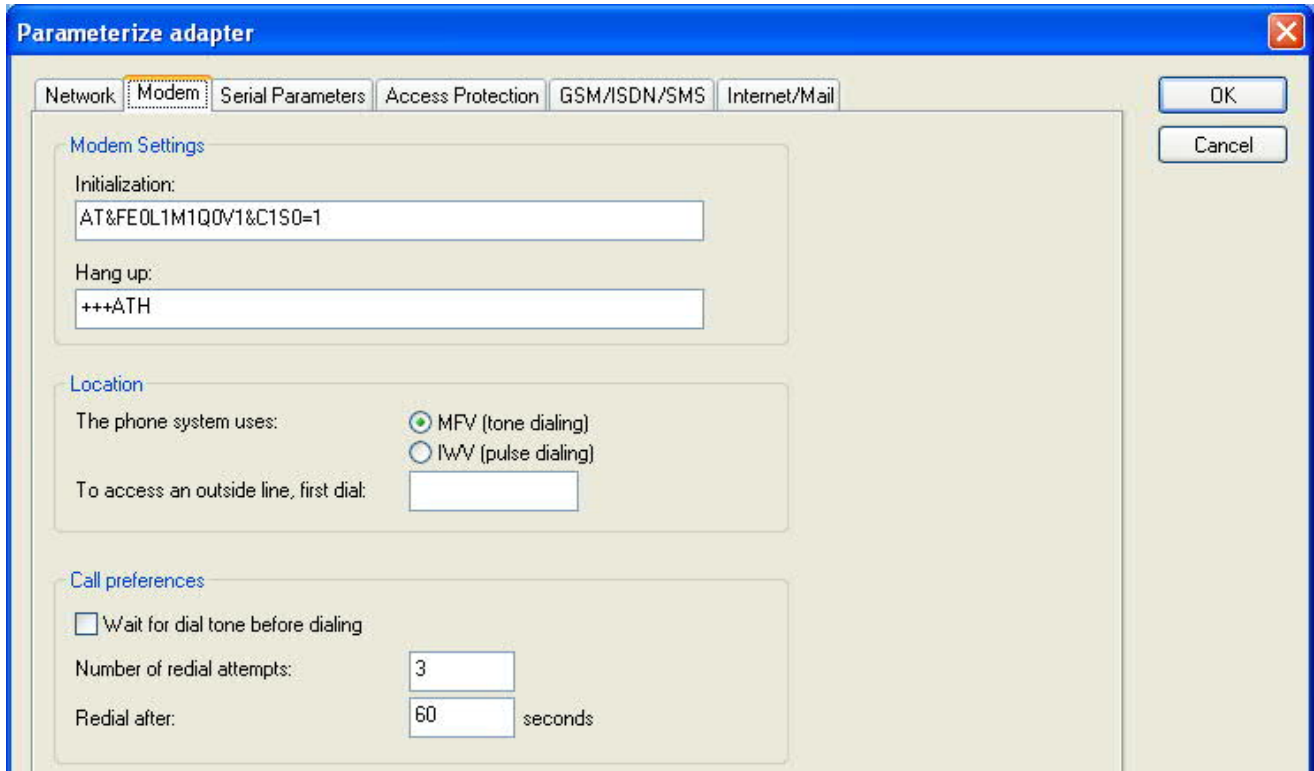 Parameterize adapter
Network Modem Serial Parameters Access Protection GSM/ISDN/SMS Internet/Mail
OK
Cancel
Modem Settings
Initialization:
AT&FE0L1M1Q0V1&C1S0=1
Hang up:
+++ATH
Location
The phone system uses:
MFV (tone dialing)
IWV (pulse dialing)
To access an outside line, first dial:
Call preferences
Wait for dial tone before dialing
Number of redial attempts: 3
Redial after: 60 seconds